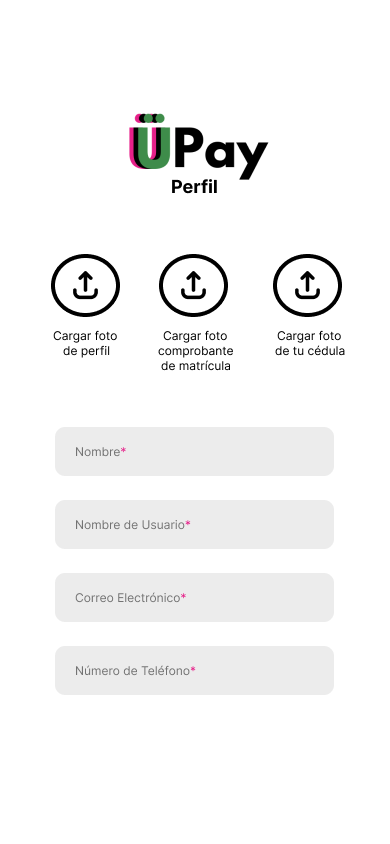 ÜPay
Perfil
Cargar foto
de perfil
Cargar foto
comprobante
de matrícula
Cargar foto
de tu cédula
Nombre*
Nombre de Usuario*
Correo Electrónico*
Número de Teléfono*